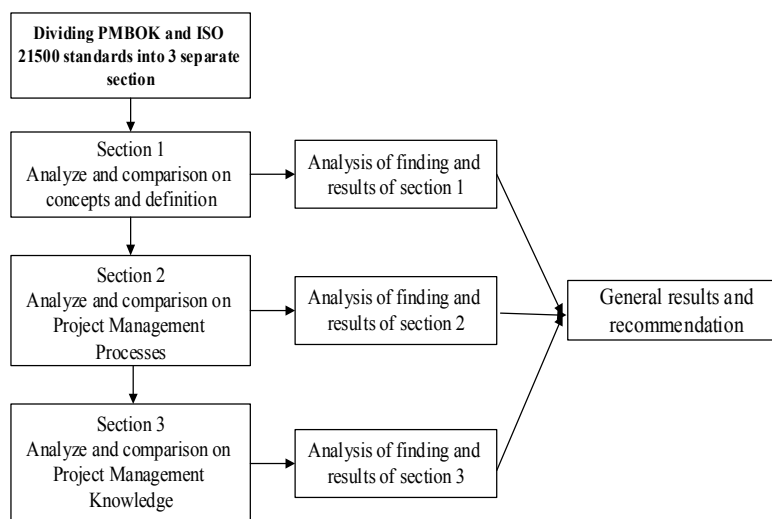 Dividing PMBOK and ISO
21500 standards into 3 separate
section
Section 1
Analyze and comparison on
concepts and definition
Analysis of finding and
results of section 1
Section 2
Analyze and comparison on
Project Management
Processes
Analysis of finding and
results of section 2
General results and
recommendation
Section 3
Analyze and comparison on
Project Management
Knowledge
Analysis of finding and
results of section 3